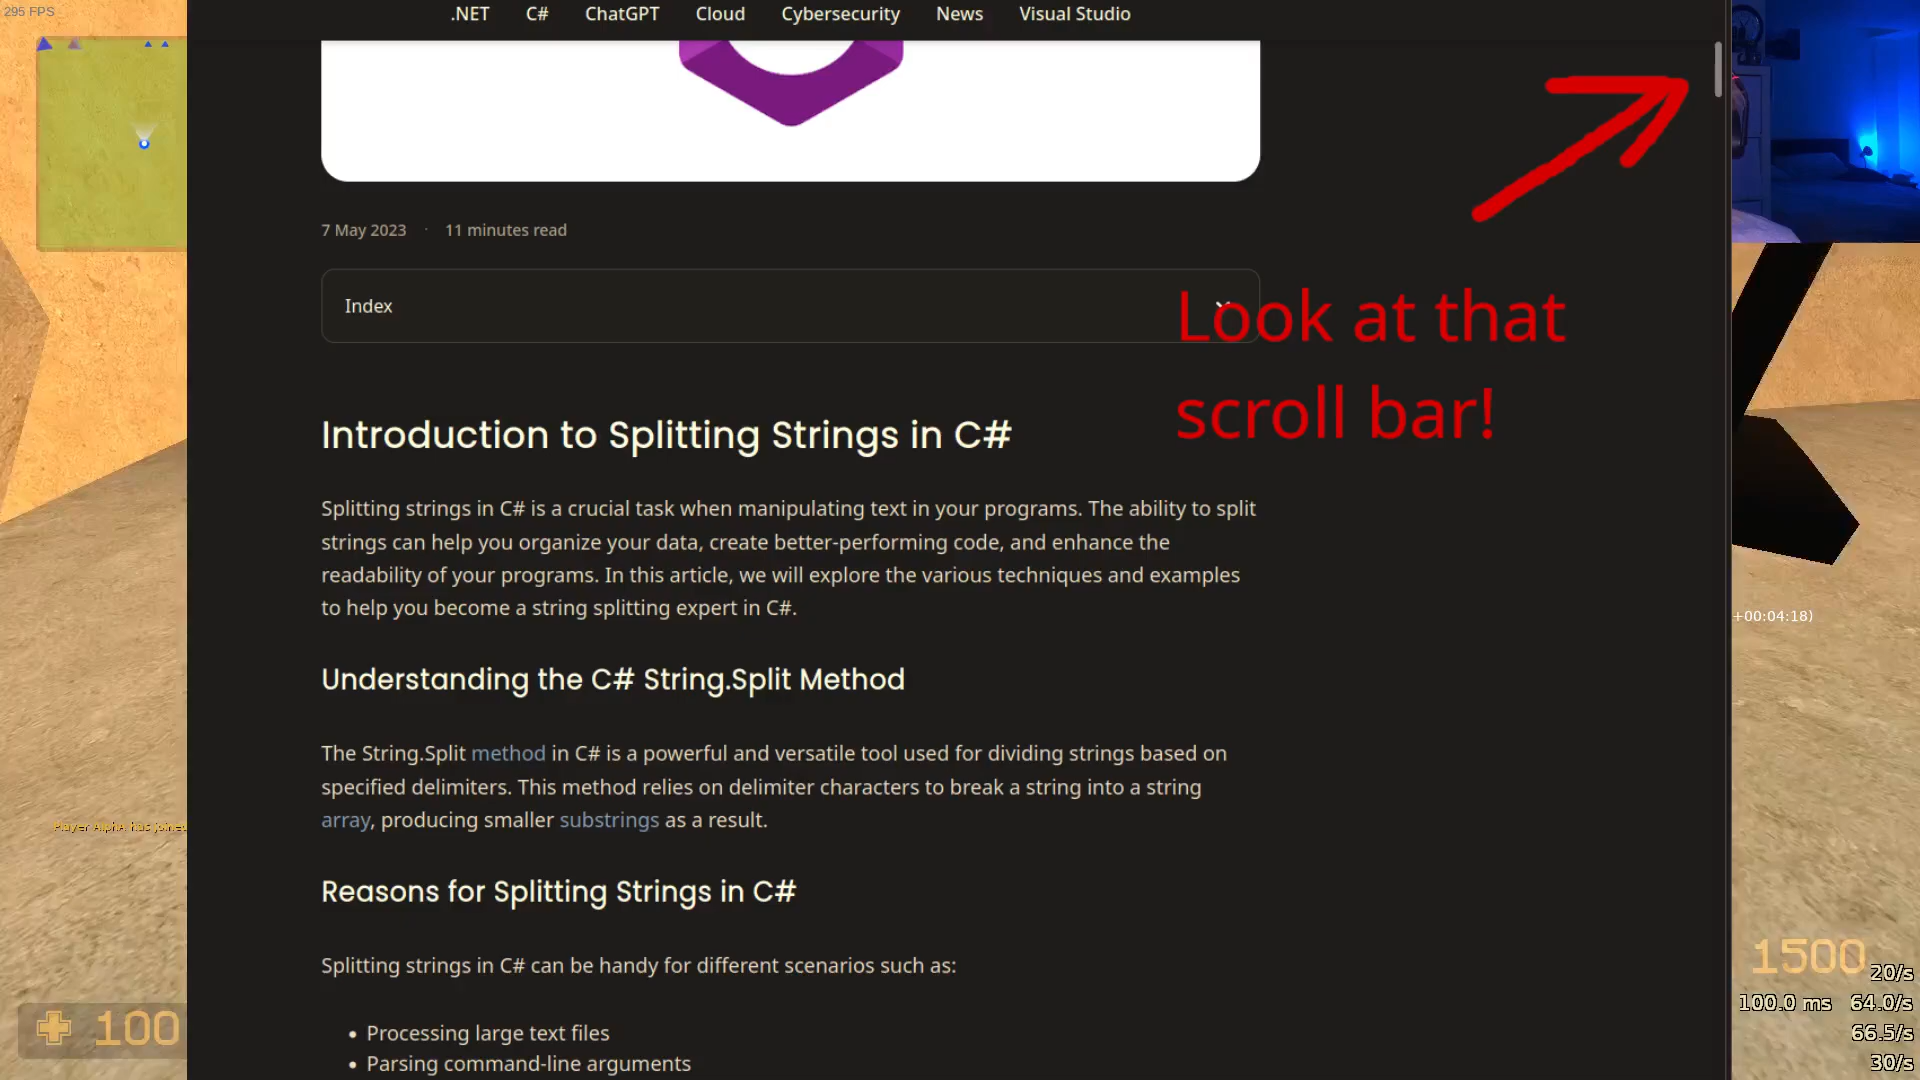 295 FPS
.NET C# ChatGPT Cloud Cybersecurity News Visual Studio
7 May 2023 · 11 minutes read
Index
Look at that
scroll bar!
Introduction to Splitting Strings in C#
Splitting strings in C# is a crucial task when manipulating text in your programs. The ability to split
strings can help you organize your data, create better-performing code, and enhance the
readability of your programs. In this article, we will explore the various techniques and examples
to help you become a string splitting expert in C#.
+00:04:18)
Understanding the C# String.Split Method
The String.Split method in C# is a powerful and versatile tool used for dividing strings based on
specified delimiters. This method relies on delimiter characters to break a string into a string
array, producing smaller substrings as a result.
Player AlphA has joined
Reasons for Splitting Strings in C#
Splitting strings in C# can be handy for different scenarios such as:
• Processing large text files
• Parsing command-line arguments
100
1500
20/s
100.0 ms 64.0/s
66.5/s
30/s